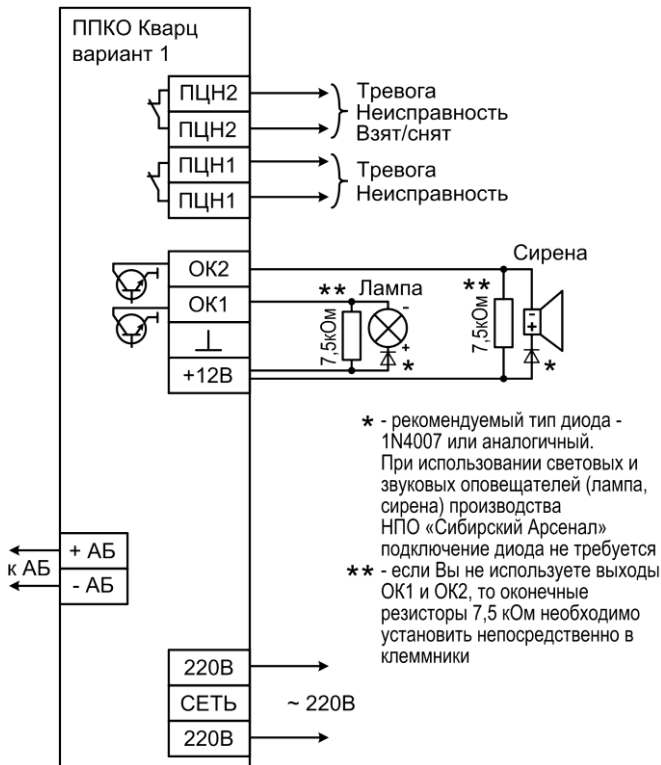 ППКО Кварц
вариант 1
ПЦН2
ПЦН2
ПЦН1
ПЦН1
Тревога
Неисправность
Взят/снят
Тревога
Неисправность
ОК2
ОК1
⊥
+12В
** Лампа
7,5кОм
-
+
*
Сирена
**
7,5кОм
-
+
*
* - рекомендуемый тип диода -
1N4007 или аналогичный.
При использовании световых и
звуковых оповещателей (лампа,
сирена) производства
НПО «Сибирский Арсенал»
подключение диода не требуется
** - если Вы не используете выходы
ОК1 и ОК2, то оконечные
резисторы 7,5 кОм необходимо
установить непосредственно в
клеммники
к АБ
+ АБ
- АБ
220В
СЕТЬ
220В
~ 220В